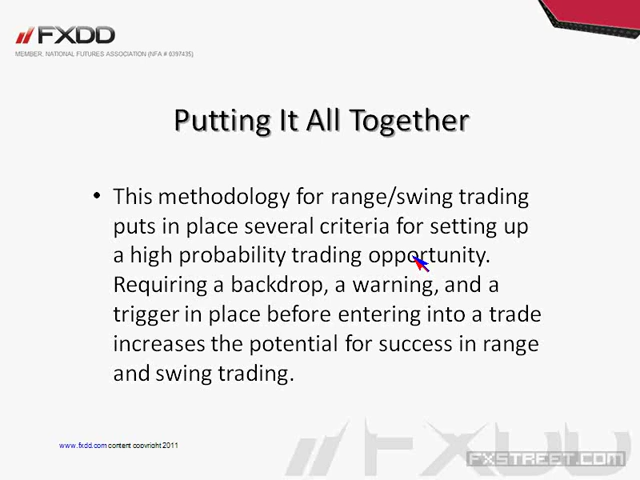 FXDD
MEMBER, NATIONAL FUTURES ASSOCIATION (NFA # 0397435)
Putting It All Together
• This methodology for range/swing trading
puts in place several criteria for setting up
a high probability trading opportunity.
Requiring a backdrop, a warning, and a
trigger in place before entering into a trade
increases the potential for success in range
and swing trading.
www.fxdd.com content copyright 2011
FXDD
FXSTREET.COM